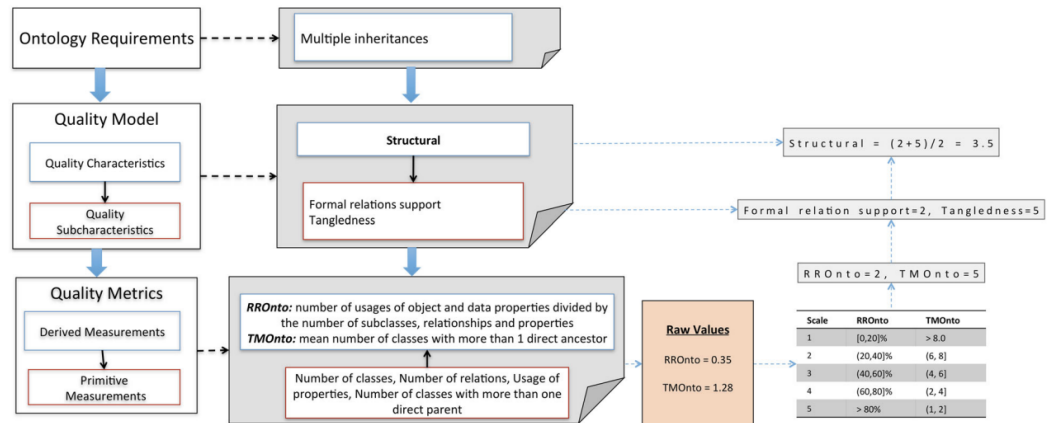 Ontology Requirements
Multiple inheritances
Quality Model
Quality Characteristics
Quality
Subcharacteristics
Structural
Formal relations support
Tangledness
Structural = (2+5)/2 = 3.5
Formal relation support=2, Tangledness=5
RROnto=2, TMOnto=5
Quality Metrics
Derived Measurements
Primitive
Measurements
RROnto: number of usages of object and data properties divided by
the number of subclasses, relationships and properties
TMOnto: mean number of classes with more than 1 direct ancestor
Number of classes, Number of relations, Usage of
properties, Number of classes with more than one
direct parent
Raw Values
RROnto = 0.35
TMOnto = 1.28
Scale RROnto TMOnto
1 [0,20]% > 8.0
2 (20,40]% (6, 8]
3 (40,60]% (4, 6]
4 (60,80]% (2, 4]
5 > 80% (1, 2]